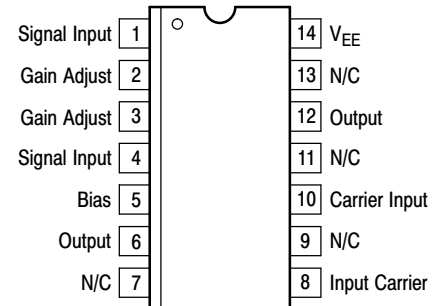 Signal Input 1 14 VEE
Gain Adjust 2 13 N/C
Gain Adjust 3 12 Output
Signal Input 4 11 N/C
Bias 5 10 Carrier Input
Output 6 9 N/C
N/C 7 8 Input Carrier